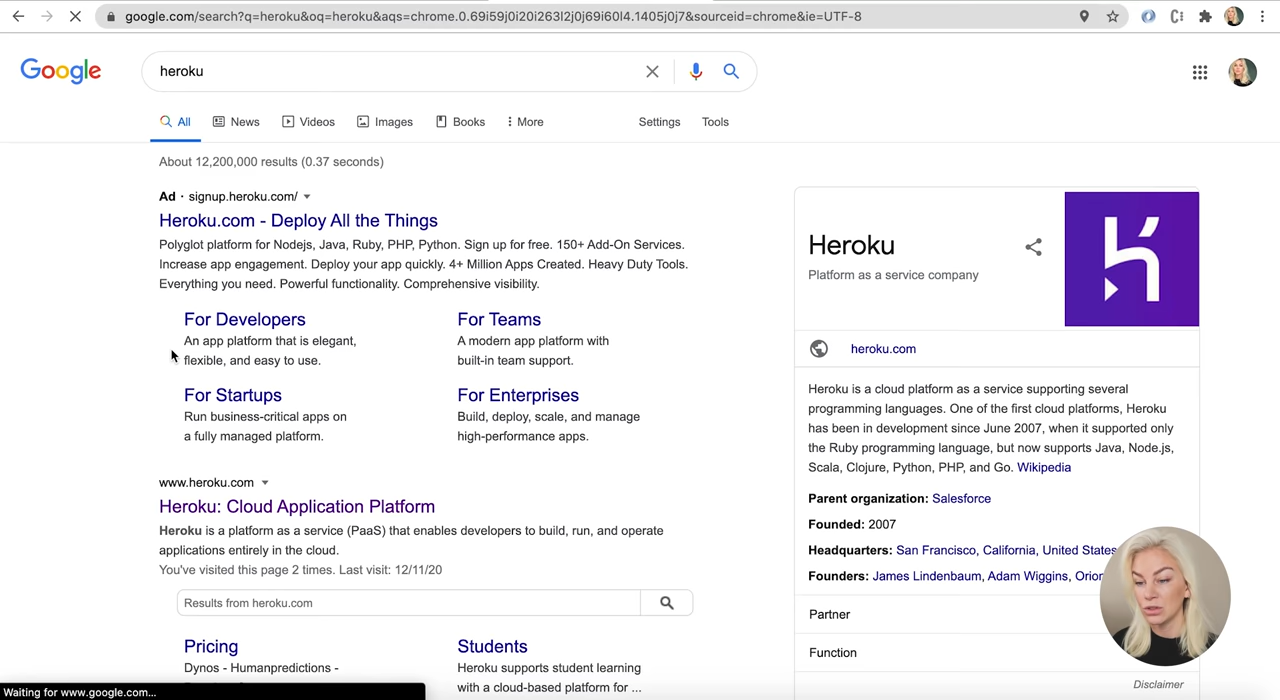 google.com/search?q=heroku&oq=heroku&aqs=chrome.0.69i59j0i20i263l2j0j69i60l4.1405j0j7&sourceid=chrome&ie=UTF-8
Google
heroku
All
News
Videos
Images
Books
More
Settings
Tools
About 12,200,000 results (0.37 seconds)
Ad · signup.heroku.com/
Heroku.com - Deploy All the Things
Polyglot platform for Nodejs, Java, Ruby, PHP, Python. Sign up for free. 150+ Add-On Services.
Increase app engagement. Deploy your app quickly. 4+ Million Apps Created. Heavy Duty Tools.
Everything you need. Powerful functionality. Comprehensive visibility.
For Developers
An app platform that is elegant,
flexible, and easy to use.
For Teams
A modern app platform with
built-in team support.
For Startups
Run business-critical apps on
a fully managed platform.
For Enterprises
Build, deploy, scale, and manage
high-performance apps.
www.heroku.com
Heroku: Cloud Application Platform
Heroku is a platform as a service (PaaS) that enables developers to build, run, and operate
applications entirely in the cloud.
You've visited this page 2 times. Last visit: 12/11/20
Results from heroku.com
Pricing
Dynos - Humanpredictions -
Students
Heroku supports student learning
with a cloud-based platform for ...
Heroku
Platform as a service company
heroku.com
Heroku is a cloud platform as a service supporting several
programming languages. One of the first cloud platforms, Heroku
has been in development since June 2007, when it supported only
the Ruby programming language, but now supports Java, Node.js,
Scala, Clojure, Python, PHP, and Go. Wikipedia
Parent organization: Salesforce
Founded: 2007
Headquarters: San Francisco, California, United States
Founders: James Lindenbaum, Adam Wiggins, Orion
Partner
Function
Disclaimer
Waiting for www.google.com...